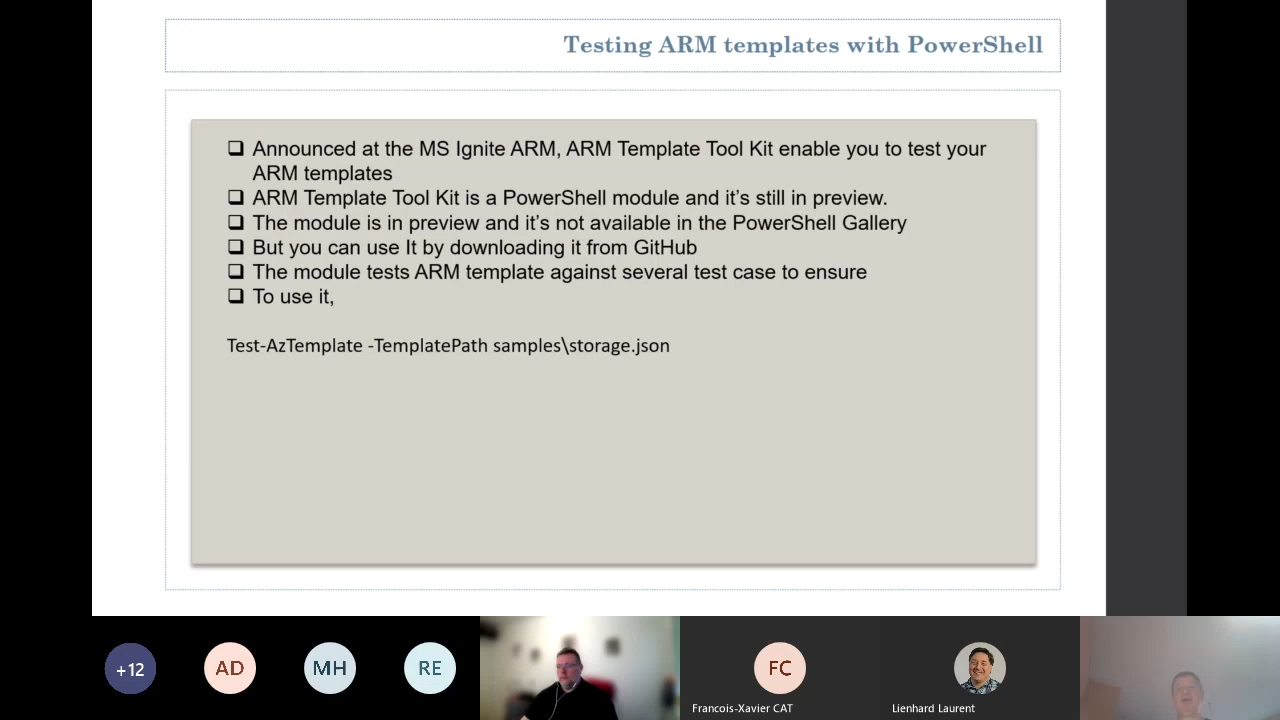 Testing ARM templates with PowerShell
❑ Announced at the MS Ignite ARM, ARM Template Tool Kit enable you to test your
ARM templates
❑ ARM Template Tool Kit is a PowerShell module and it’s still in preview.
❑ The module is in preview and it’s not available in the PowerShell Gallery
❑ But you can use It by downloading it from GitHub
❑ The module tests ARM template against several test case to ensure
❑ To use it,
Test-AzTemplate -TemplatePath samples\storage.json
+12
AD
MH
RE
FC
Francois-Xavier CAT
Lienhard Laurent